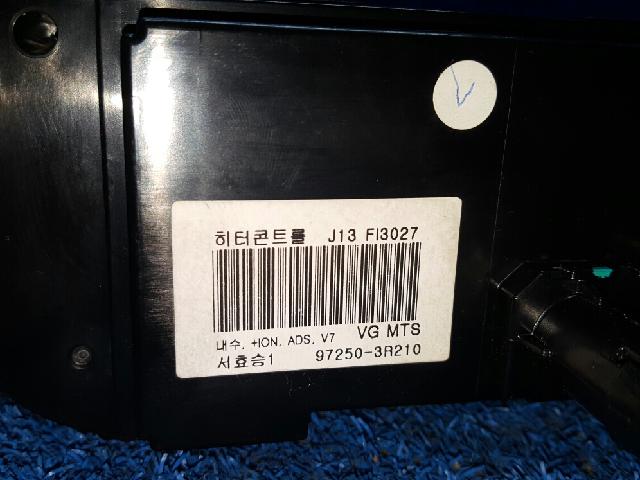 히터콘트롤 J13 FI3027
내수. +ION. ADS. V7 VG MTS
서효승1 97250-3R210